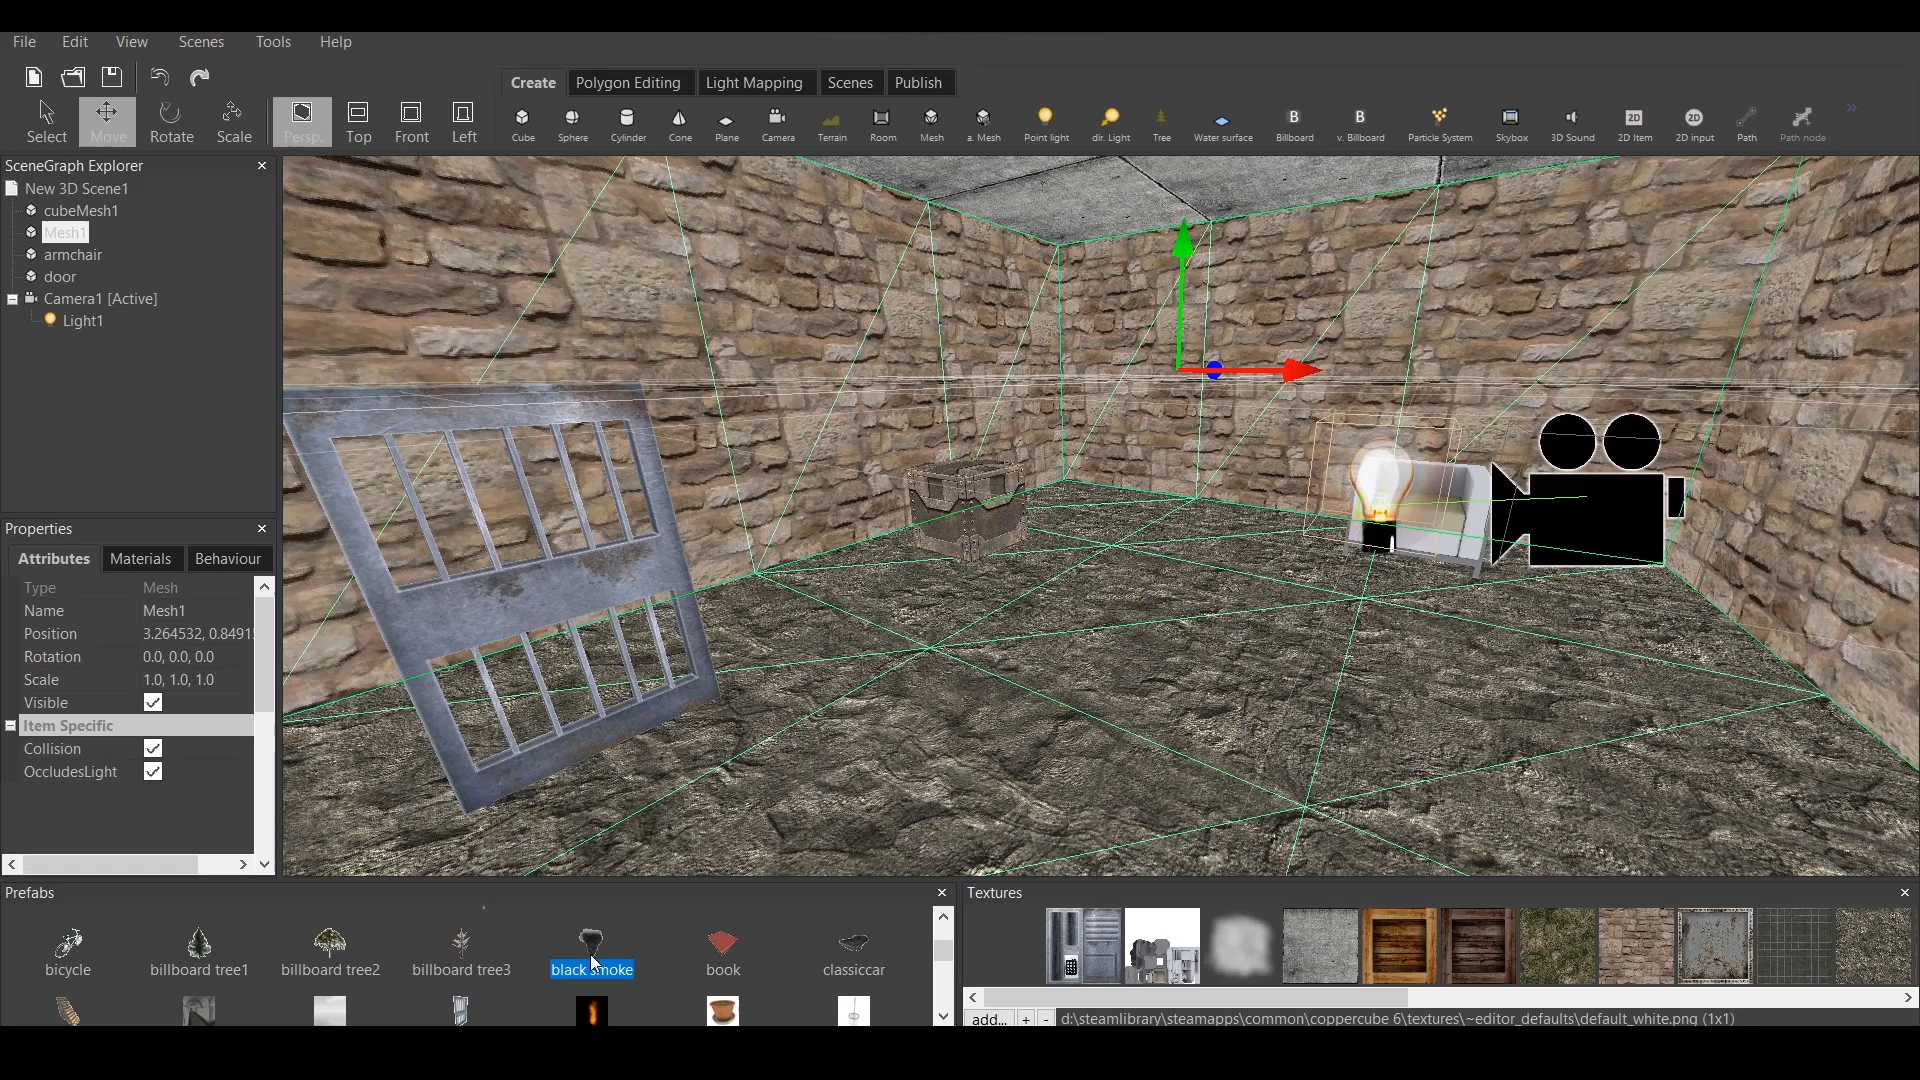 File Edit View Scenes Tools Help
Create Polygon Editing Light Mapping Scenes Publish
Select Move Rotate Scale Persp. Top Front Left
Cube Sphere Cylinder Cone Plane Camera Terrain Room Mesh a. Mesh Point light dir. Light Tree Water surface Billboard v. Billboard Particle System Skybox 3D Sound 2D Item 2D input Path Path node
SceneGraph Explorer
New 3D Scene1
cubeMesh1
Mesh1
armchair
door
Camera1 [Active]
Light1
Properties
Attributes Materials Behaviour
Type Mesh
Name Mesh1
Position 3.264532, 0.8491
Rotation 0.0, 0.0, 0.0
Scale 1.0, 1.0, 1.0
Visible
Item Specific
Collision
OccludesLight
Prefabs
bicycle billboard tree1 billboard tree2 billboard tree3 black smoke book classiccar
Textures
add... + - d:\steamlibrary\steamapps\common\coppercube 6\textures\~editor_defaults\default_white.png (1x1)